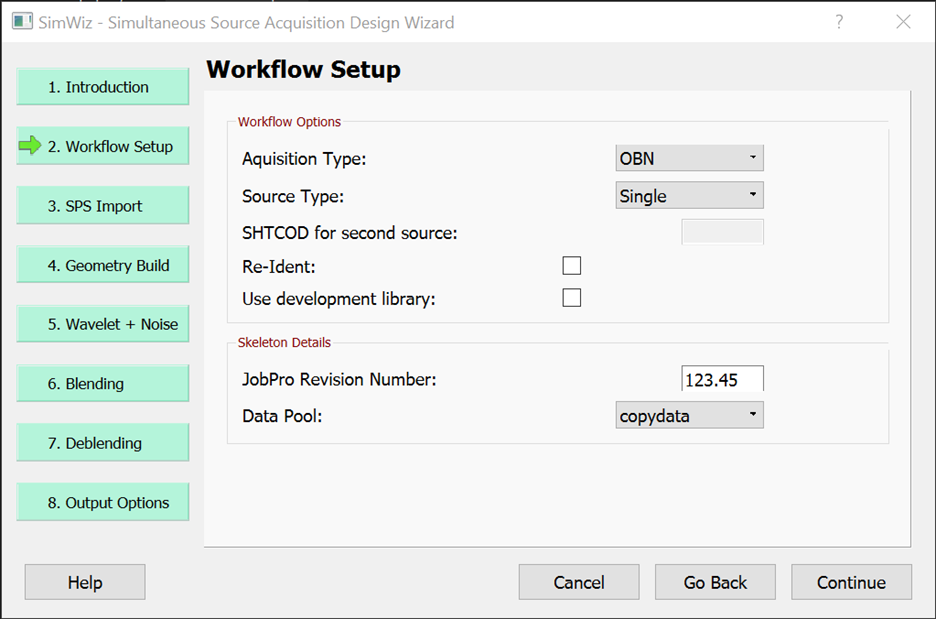 SimWiz - Simultaneous Source Acquisition Design Wizard
?
Workflow Setup
1. Introduction
2. Workflow Setup
3. SPS Import
4. Geometry Build
5. Wavelet + Noise
6. Blending
7. Deblending
8. Output Options
Workflow Options
Aquisition Type: OBN
Source Type: Single
SHTCOD for second source:
Re-Ident:
Use development library:
Skeleton Details
JobPro Revision Number: 123.45
Data Pool: copydata
Help Cancel Go Back Continue